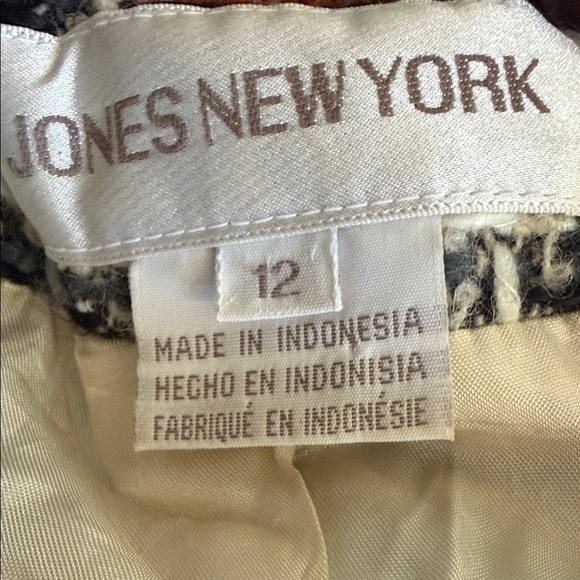 JONES NEW YORK
12
MADE IN INDONESIA
HECHO EN INDONISIA
FABRIQUÉ EN INDONÉSIE